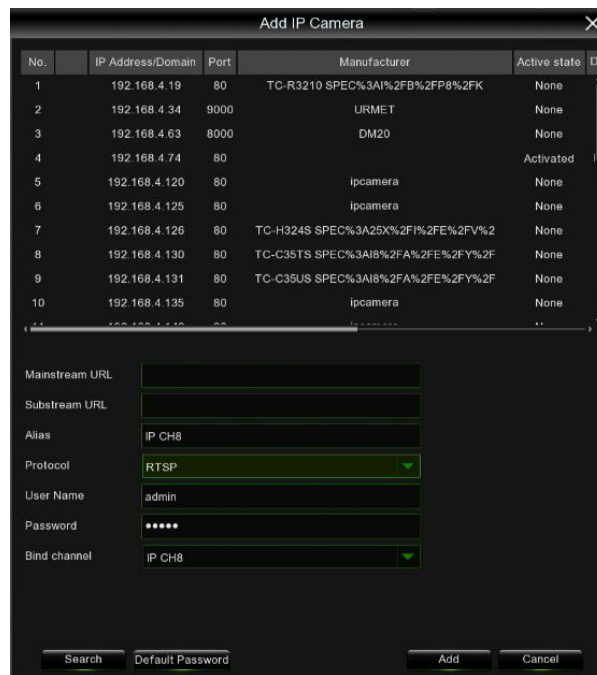 Add IP Camera
No. IP Address/Domain Port Manufacturer Active state
1 192.168.4.19 80 TC-R3210 SPEC%3AI%2FB%2FP8%2FK None
2 192.168.4.34 9000 URMET None
3 192.168.4.63 8000 DM20 None
4 192.168.4.74 80 Activated
5 192.168.4.120 80 ipcamera None
6 192.168.4.125 80 ipcamera None
7 192.168.4.126 80 TC-H324S SPEC%3A25X%2FI%2FE%2FV%2 None
8 192.168.4.130 80 TC-C35TS SPEC%3AI8%2FA%2FE%2FY%2F None
9 192.168.4.131 80 TC-C35US SPEC%3AI8%2FA%2FE%2FY%2F None
10 192.168.4.135 80 ipcamera None
Mainstream URL
Substream URL
Alias IP CH8
Protocol RTSP
User Name admin
Password •••••
Bind channel IP CH8
Search Default Password Add Cancel